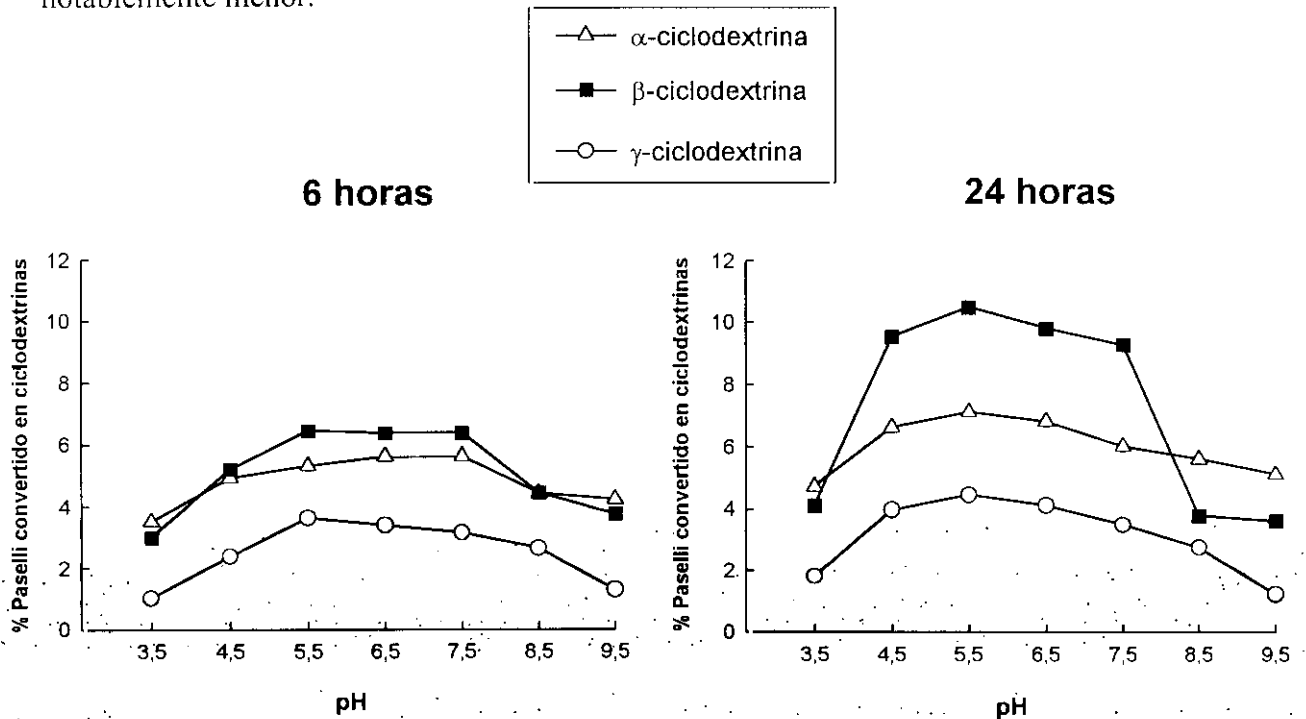 notablemente menor.
α-ciclodextrina
β-ciclodextrina
γ-ciclodextrina
6 horas
% Paselli convertido en ciclodextrinas
12
10
8
6
4
2
0
3,5 4,5 5,5 6,5 7,5 8,5 9,5
pH
24 horas
% Paselli convertido en ciclodextrinas
12
10
8
6
4
2
0
3,5 4,5 5,5 6,5 7,5 8,5 9,5
pH